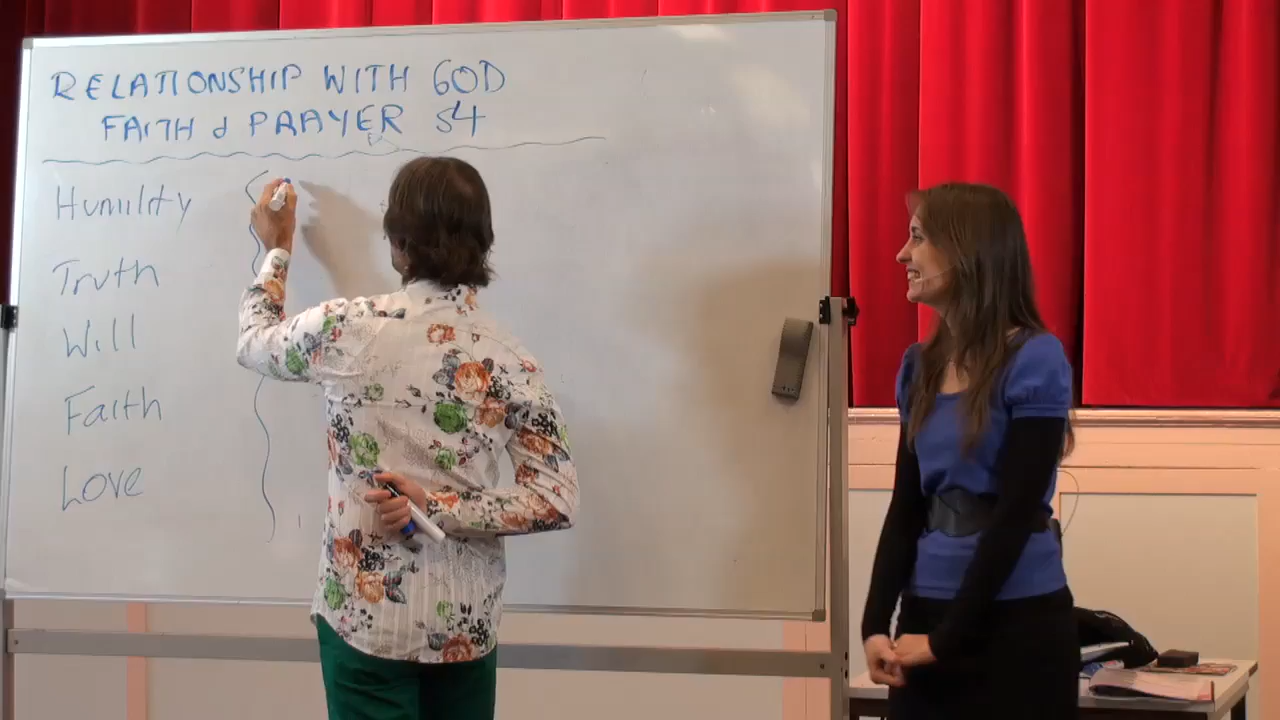 RELATIONSHIP WITH GOD
FAITH & PRAYER S4
Humility
Truth
Will
Faith
Love